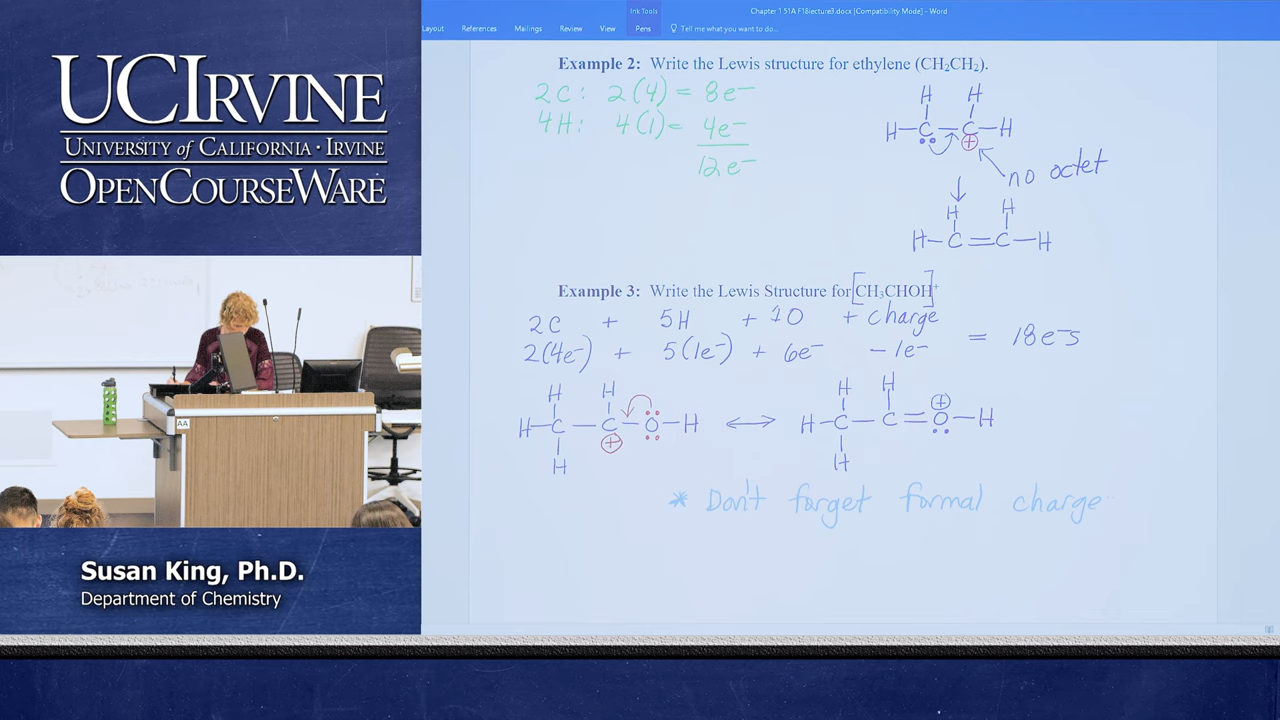 UCIRVINE
UNIVERSITY of CALIFORNIA · IRVINE
OPENCOURSEWARE
AA
Susan King, Ph.D.
Department of Chemistry
Chapter 1 51A F18lecture3.docx [Compatibility Mode] - Word
Ink Tools
Layout References Mailings Review View Pens Tell me what you want to do...
Example 2: Write the Lewis structure for ethylene (CH₂CH₂).
2C: 2(4) = 8e⁻
4H: 4(1) = 4e⁻
12e⁻
H H
H–C–C–H
⊕
no octet
H H
H–C=C–H
Example 3: Write the Lewis Structure for [CH₃CHOH]⁺
2C + 5H + 1O + charge
2(4e⁻) + 5(1e⁻) + 6e⁻ – 1e⁻ = 18e⁻s
H H H H ⊕
H–C–C–O–H ↔ H–C–C=O–H
H ⊕ H
* Don't forget formal charge